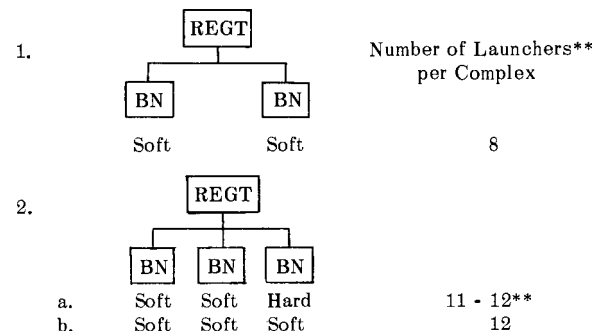 REGT
1. Number of Launchers**
per Complex
BN BN
Soft Soft 8
REGT
2.
BN BN BN
a. Soft Soft Hard 11 - 12**
b. Soft Soft Soft 12